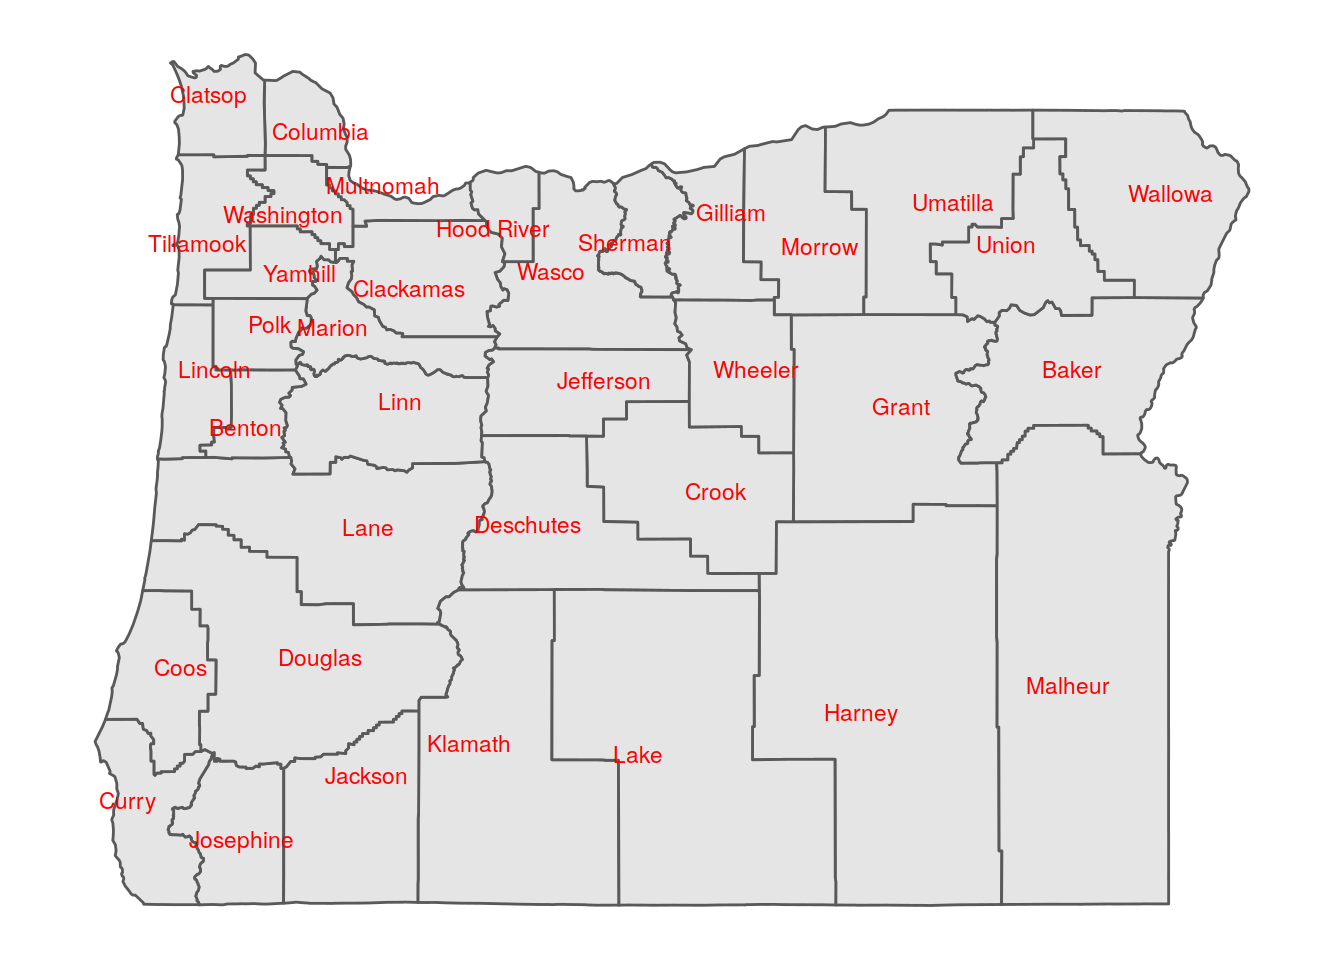 Clatsop
Columbia
Multnomah
Wallowa
Umatilla
Gilliam
Washington
Hood River
Tillamook
Sherman
Union
Morrow
Yamhill
Wasco
Clackamas
Polk
Marion
Lincoln
Wheeler
Baker
Jefferson
Linn
Grant
Benton
Crook
Deschutes
Lane
Douglas
Coos
Malheur
Harney
Klamath
Lake
Jackson
Curry
Josephine